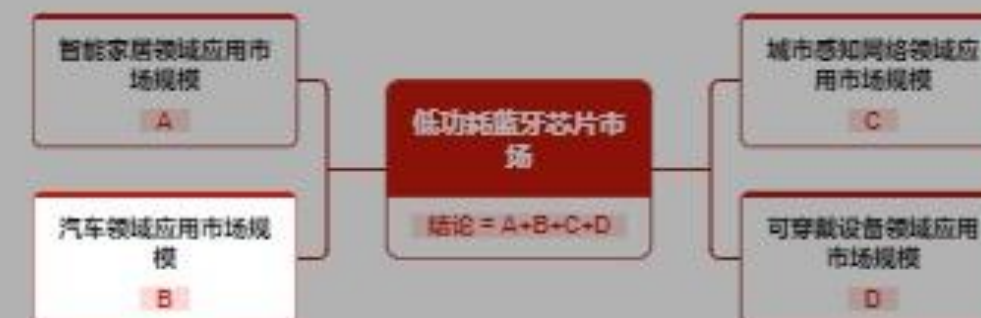 智能家居领域应用市
场规模
A
汽车领域应用市场规
模
B
低功耗蓝牙芯片市
场
结论 = A+B+C+D
城市感知网络领域应
用市场规模
C
可穿戴设备领域应用
市场规模
D